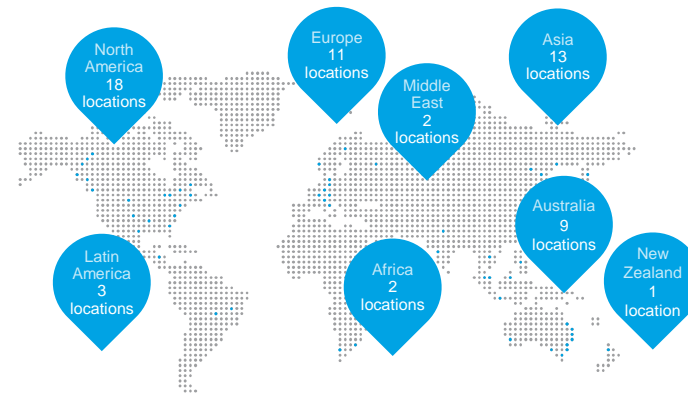 North
America
18
locations
Europe
11
locations
Middle
East
2
locations
Asia
13
locations
Latin
America
3
locations
Africa
2
locations
Australia
9
locations
New
Zealand
1
location